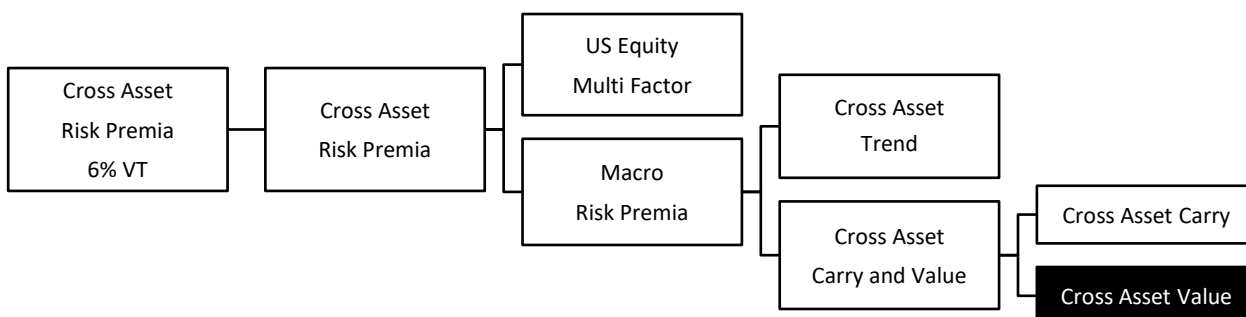 Cross Asset
Risk Premia
6% VT
Cross Asset
Risk Premia
US Equity
Multi Factor
Macro
Risk Premia
Cross Asset
Trend
Cross Asset
Carry and Value
Cross Asset Carry
Cross Asset Value